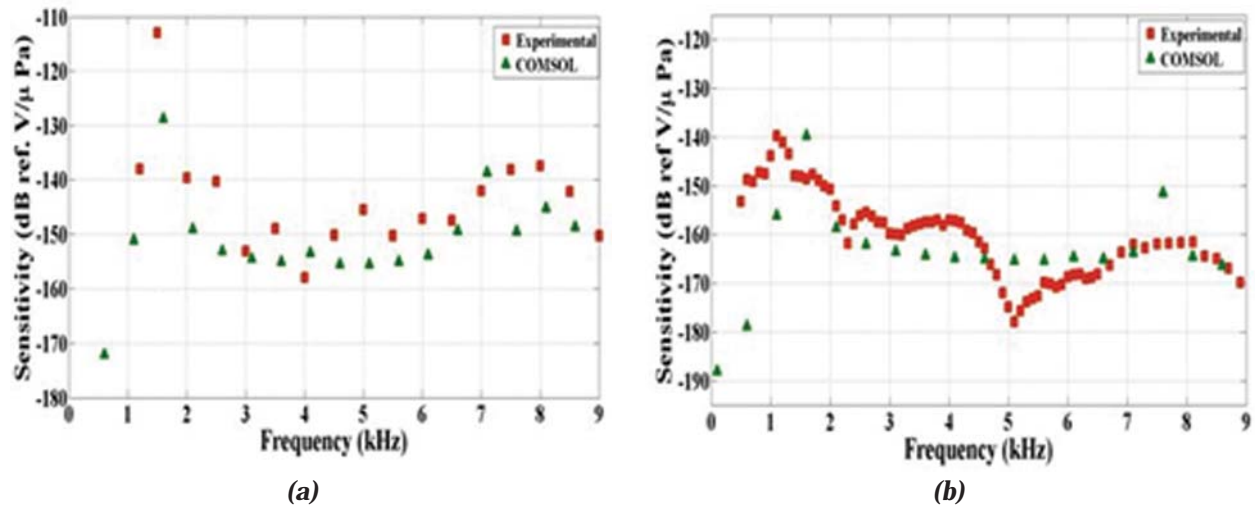 Sensitivity (dB ref. V/μ Pa)
-110
-120
-130
-140
-150
-160
-170
-180
0 1 2 3 4 5 6 7 8 9
Frequency (kHz)
Experimental
COMSOL
(a)
Sensitivity (dB ref V/μ Pa)
-120
-130
-140
-150
-160
-170
-180
-190
0 1 2 3 4 5 6 7 8 9
Frequency (kHz)
Experimental
COMSOL
(b)